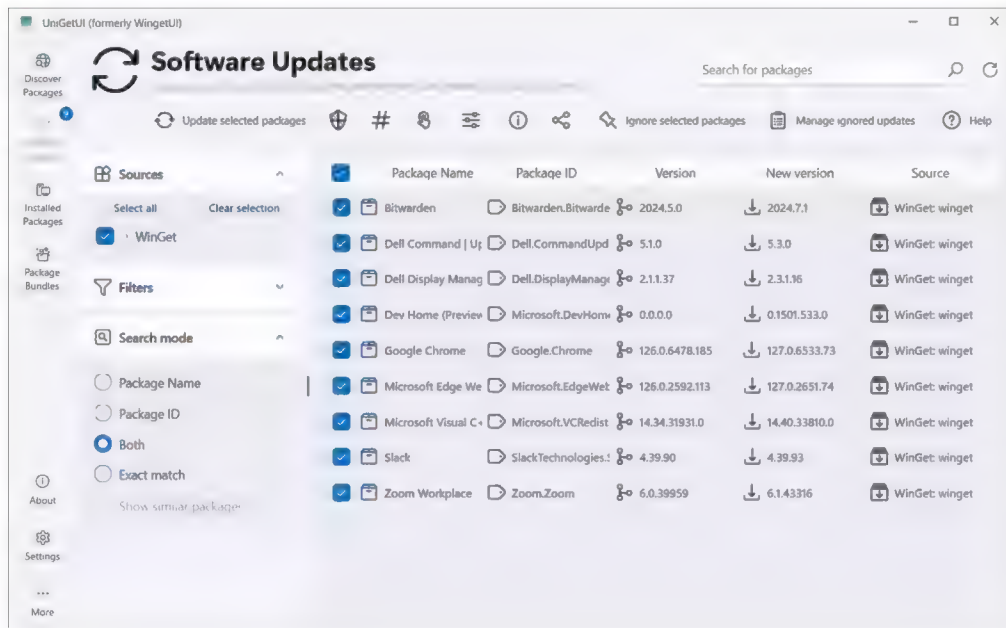 UniGetUI (formerly WingetUI)
Software Updates
Search for packages
Discover
Packages
9
Update selected packages
Ignore selected packages
Manage ignored updates
Help
Installed
Packages
Package
Bundles
About
Settings
More
Sources
Select all Clear selection
WinGet
Filters
Search mode
Package Name
Package ID
Both
Exact match
Show similar packages
Package Name Package ID Version New version Source
Bitwarden Bitwarden.Bitwarde 2024.5.0 2024.7.1 WinGet: winget
Dell Command | Up Dell.CommandUpd 5.1.0 5.3.0 WinGet: winget
Dell Display Manag Dell.DisplayManage 2.1.1.37 2.3.1.16 WinGet: winget
Dev Home (Preview Microsoft.DevHom 0.0.0.0 0.1501.533.0 WinGet: winget
Google Chrome Google.Chrome 126.0.6478.185 127.0.6533.73 WinGet: winget
Microsoft Edge We Microsoft.EdgeWeb 126.0.2592.113 127.0.2651.74 WinGet: winget
Microsoft Visual C+ Microsoft.VCRedist 14.34.31931.0 14.40.33810.0 WinGet: winget
Slack SlackTechnologies.S 4.39.90 4.39.93 WinGet: winget
Zoom Workplace Zoom.Zoom 6.0.39959 6.1.43316 WinGet: winget